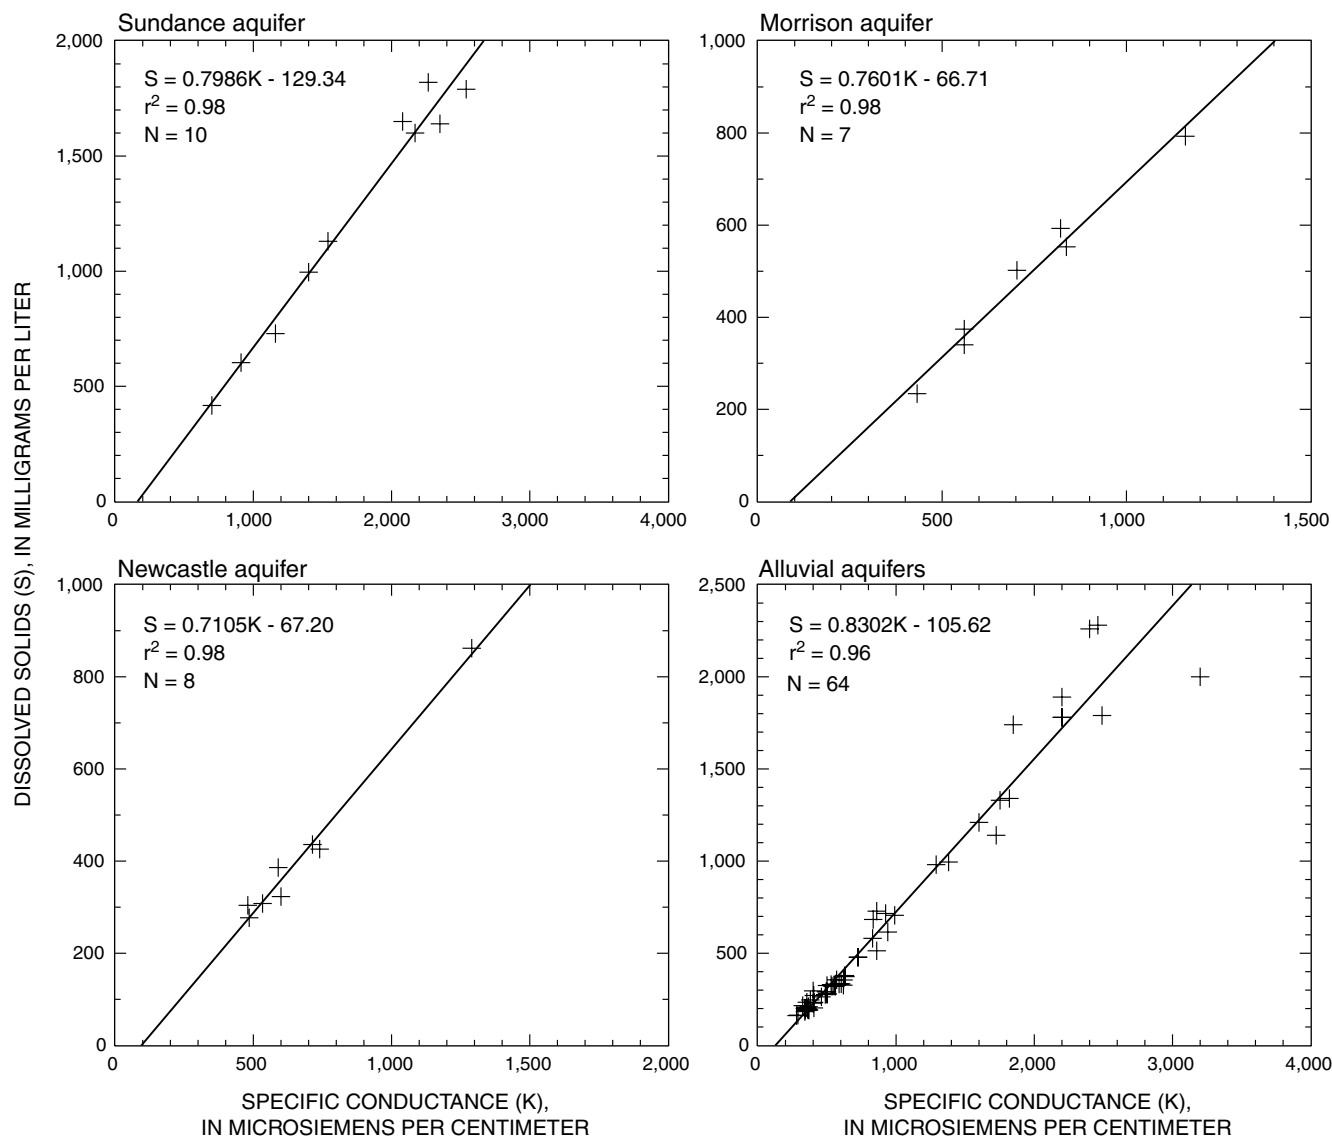 Sundance aquifer
2,000
1,500
1,000
500
0
S = 0.7986K - 129.34
r2 = 0.98
N = 10
0 1,000 2,000 3,000 4,000
Morrison aquifer
1,000
800
600
400
200
0
S = 0.7601K - 66.71
r2 = 0.98
N = 7
0 500 1,000 1,500
DISSOLVED SOLIDS (S), IN MILLIGRAMS PER LITER
Newcastle aquifer
1,000
800
600
400
200
0
S = 0.7105K - 67.20
r2 = 0.98
N = 8
0 500 1,000 1,500 2,000
SPECIFIC CONDUCTANCE (K),
IN MICROSIEMENS PER CENTIMETER
Alluvial aquifers
2,500
2,000
1,500
1,000
500
0
S = 0.8302K - 105.62
r2 = 0.96
N = 64
0 1,000 2,000 3,000 4,000
SPECIFIC CONDUCTANCE (K),
IN MICROSIEMENS PER CENTIMETER